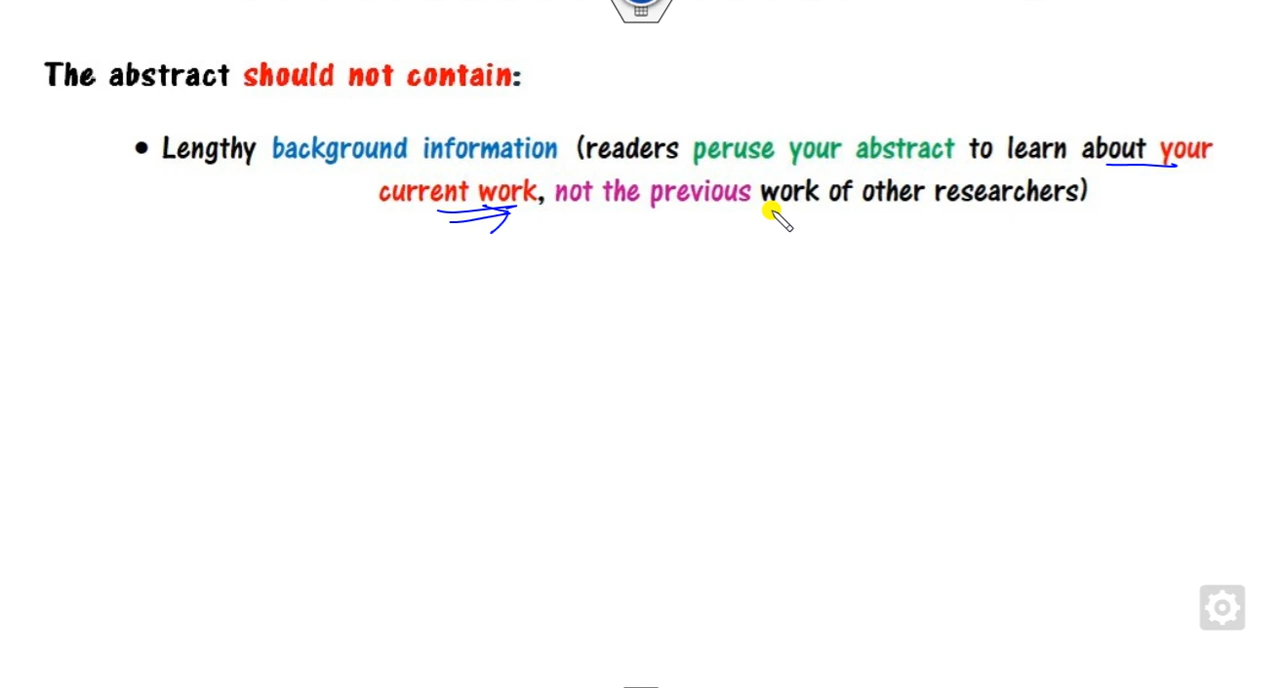 The abstract should not contain:
• Lengthy background information (readers peruse your abstract to learn about your
current work, not the previous work of other researchers)